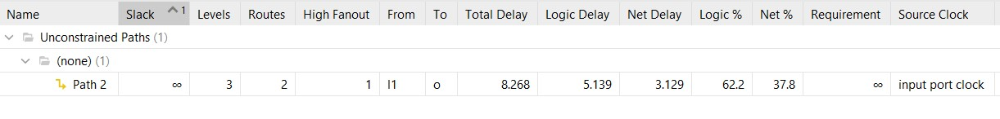 Name Slack 1 Levels Routes High Fanout From To Total Delay Logic Delay Net Delay Logic % Net % Requirement Source Clock
Unconstrained Paths (1)
(none) (1)
Path 2 ∞ 3 2 1 I1 o 8.268 5.139 3.129 62.2 37.8 ∞ input port clock